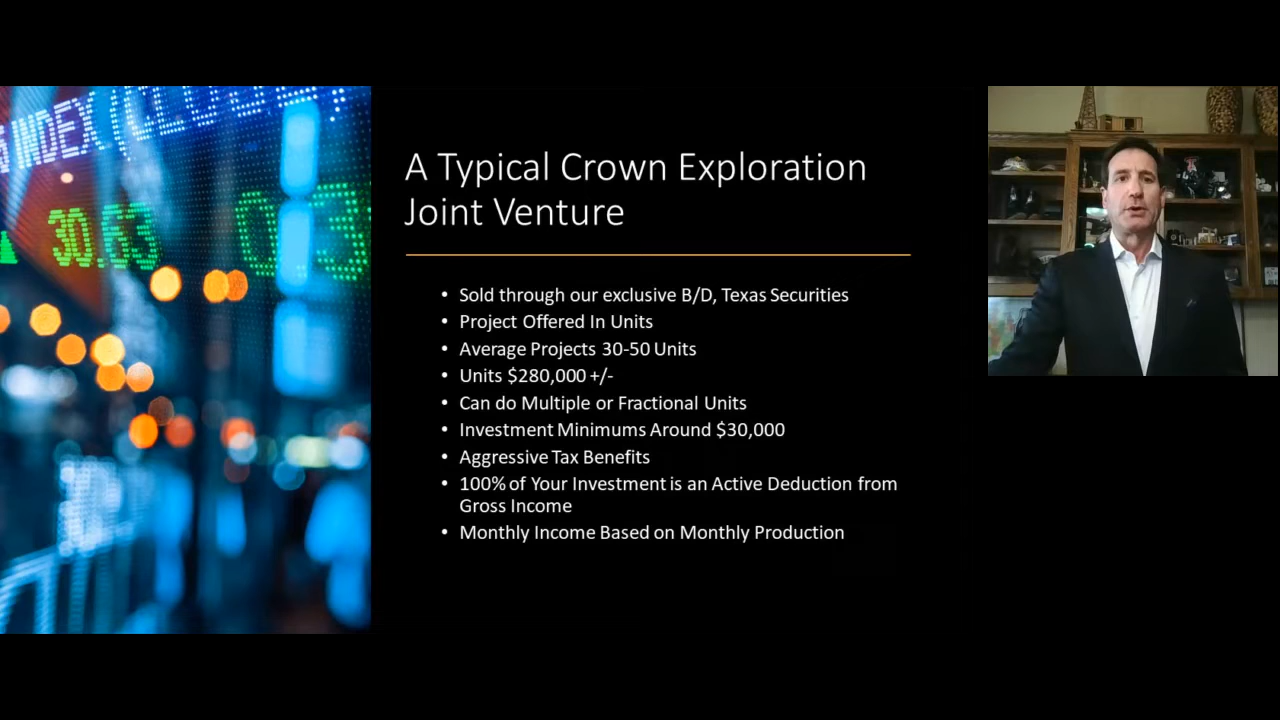 INDEX
30.63
A Typical Crown Exploration
Joint Venture
• Sold through our exclusive B/D, Texas Securities
• Project Offered In Units
• Average Projects 30-50 Units
• Units $280,000 +/-
• Can do Multiple or Fractional Units
• Investment Minimums Around $30,000
• Aggressive Tax Benefits
• 100% of Your Investment is an Active Deduction from
Gross Income
• Monthly Income Based on Monthly Production